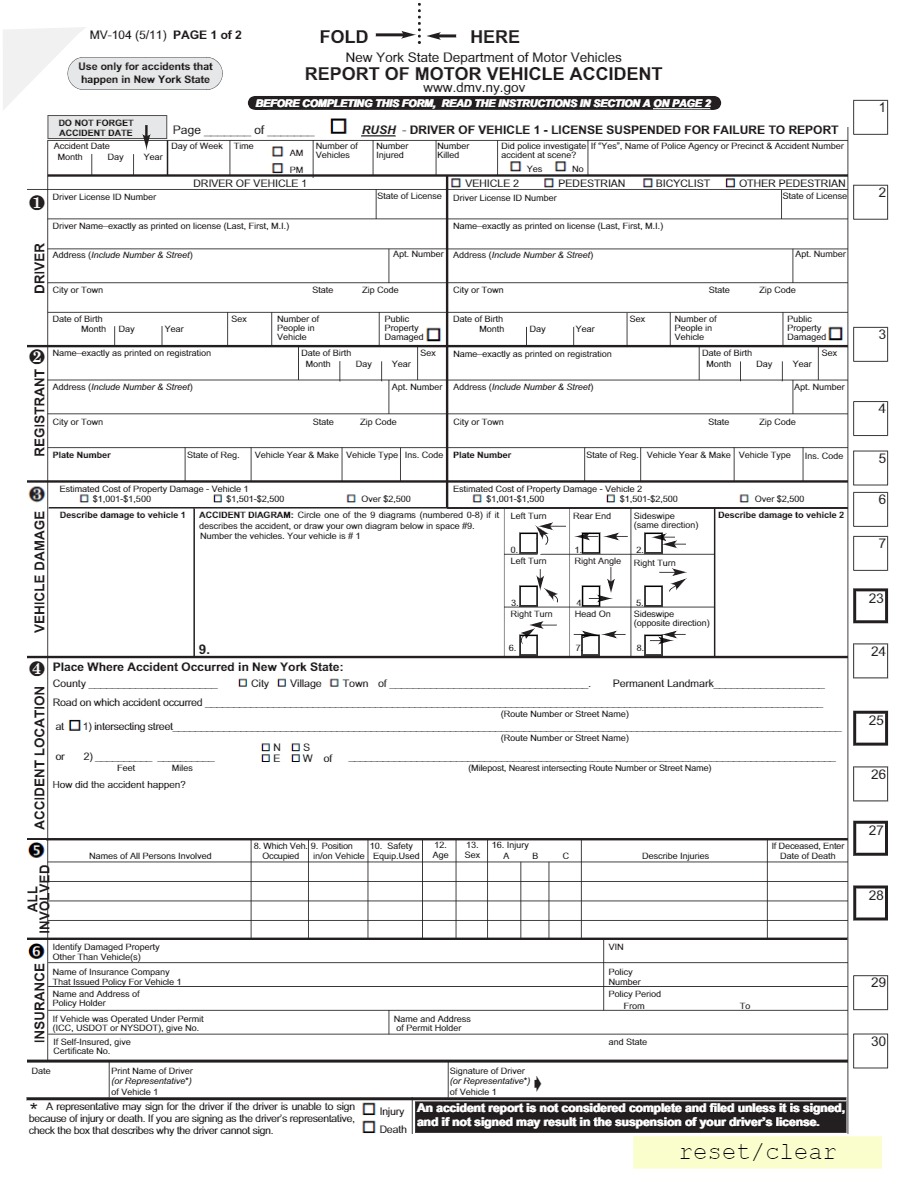 MV-104 (5/11) PAGE 1 of 2
FOLD HERE
Use only for accidents that
happen in New York State
New York State Department of Motor Vehicles
REPORT OF MOTOR VEHICLE ACCIDENT
www.dmv.ny.gov
BEFORE COMPLETING THIS FORM, READ THE INSTRUCTIONS IN SECTION A ON PAGE 2
1
DO NOT FORGET
ACCIDENT DATE
Page _______ of _______
RUSH - DRIVER OF VEHICLE 1 - LICENSE SUSPENDED FOR FAILURE TO REPORT
Accident Date
Month Day Year
Day of Week
Time
AM
PM
Number of
Vehicles
Number
Injured
Number
Killed
Did police investigate
accident at scene?
Yes No
If "Yes", Name of Police Agency or Precinct & Accident Number
DRIVER OF VEHICLE 1
VEHICLE 2 PEDESTRIAN BICYCLIST OTHER PEDESTRIAN
2
❶
DRIVER
Driver License ID Number State of License
Driver License ID Number State of License
Driver Name–exactly as printed on license (Last, First, M.I.)
Name–exactly as printed on license (Last, First, M.I.)
Address (Include Number & Street) Apt. Number
Address (Include Number & Street) Apt. Number
City or Town State Zip Code
City or Town State Zip Code
Date of Birth
Month Day Year
Sex
Number of
People in
Vehicle
Public
Property
Damaged
Date of Birth
Month Day Year
Sex
Number of
People in
Vehicle
Public
Property
Damaged
3
❷
REGISTRANT
Name–exactly as printed on registration
Date of Birth
Month Day Year
Sex
Name–exactly as printed on registration
Date of Birth
Month Day Year
Sex
Address (Include Number & Street) Apt. Number
Address (Include Number & Street) Apt. Number
4
City or Town State Zip Code
City or Town State Zip Code
Plate Number State of Reg. Vehicle Year & Make Vehicle Type Ins. Code
Plate Number State of Reg. Vehicle Year & Make Vehicle Type Ins. Code
5
❸
VEHICLE DAMAGE
Estimated Cost of Property Damage - Vehicle 1
$1,001-$1,500 $1,501-$2,500 Over $2,500
Estimated Cost of Property Damage - Vehicle 2
$1,001-$1,500 $1,501-$2,500 Over $2,500
6
Describe damage to vehicle 1
ACCIDENT DIAGRAM: Circle one of the 9 diagrams (numbered 0-8) if it
describes the accident, or draw your own diagram below in space #9.
Number the vehicles. Your vehicle is # 1
9.
Left Turn
0.
Rear End
1.
Sideswipe
(same direction)
2.
Left Turn
3.
Right Angle
4.
Right Turn
5.
Right Turn
6.
Head On
7.
Sideswipe
(opposite direction)
8.
Describe damage to vehicle 2
7
23
24
❹
ACCIDENT LOCATION
Place Where Accident Occurred in New York State:
County ____________ City Village Town of ____________. Permanent Landmark____________
Road on which accident occurred ____________
(Route Number or Street Name)
at 1) intersecting street____________
(Route Number or Street Name)
25
or 2) ____________ ____________
Feet Miles
N S
E W of ____________
(Milepost, Nearest intersecting Route Number or Street Name)
26
How did the accident happen?
27
❺
ALL
INVOLVED
Names of All Persons Involved
8. Which Veh.
Occupied
9. Position
in/on Vehicle
10. Safety
Equip.Used
12.
Age
13.
Sex
16. Injury
A B C
Describe Injuries
If Deceased, Enter
Date of Death
28
❻
INSURANCE
Identify Damaged Property
Other Than Vehicle(s)
VIN
Name of Insurance Company
That Issued Policy For Vehicle 1
Policy
Number
29
Name and Address of
Policy Holder
Policy Period
From To
If Vehicle was Operated Under Permit
(ICC, USDOT or NYSDOT), give No.
Name and Address
of Permit Holder
If Self-Insured, give
Certificate No.
and State
30
Date
Print Name of Driver
(or Representative*)
of Vehicle 1
Signature of Driver
(or Representative*)
of Vehicle 1
* A representative may sign for the driver if the driver is unable to sign
because of injury or death. If you are signing as the driver's representative,
check the box that describes why the driver cannot sign.
Injury
Death
An accident report is not considered complete and filed unless it is signed,
and if not signed may result in the suspension of your driver's license.
reset/clear